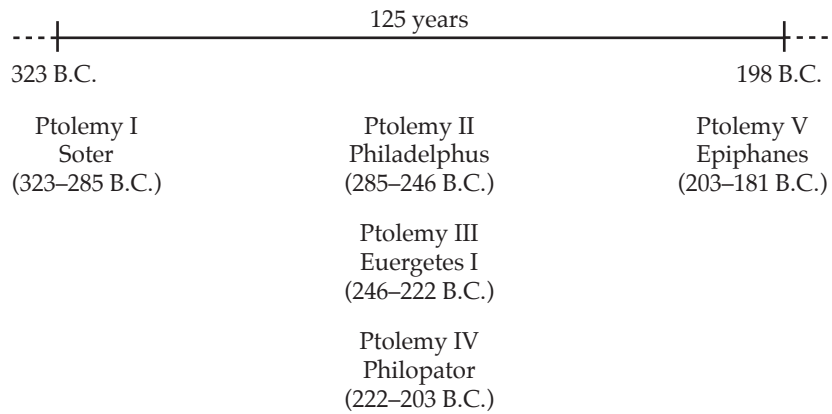 125 years
323 B.C.
198 B.C.
Ptolemy I
Soter
(323–285 B.C.)
Ptolemy II
Philadelphus
(285–246 B.C.)
Ptolemy III
Euergetes I
(246–222 B.C.)
Ptolemy IV
Philopator
(222–203 B.C.)
Ptolemy V
Epiphanes
(203–181 B.C.)